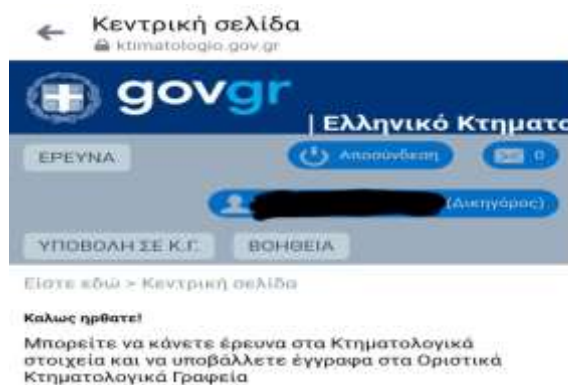 Κεντρική σελίδα
ktimatologio.gov.gr
govgr
| Ελληνικό Κτηματο
ΕΡΕΥΝΑ
Αποσύνδεση
0
(Δικηγόρος)
ΥΠΟΒΟΛΗ ΣΕ Κ.Γ.
ΒΟΗΘΕΙΑ
Είστε εδώ > Κεντρική σελίδα
Καλως ηρθατε!
Μπορείτε να κάνετε έρευνα στα Κτηματολογικά
στοιχεία και να υποβάλλετε έγγραφα στα Οριστικά
Κτηματολογικά Γραφεία